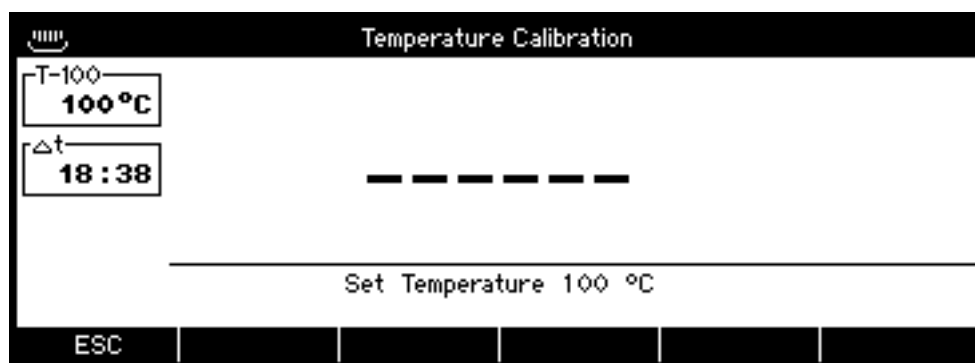 Temperature Calibration
T-100
100°C
△t
18:38
------
Set Temperature 100 °C
ESC